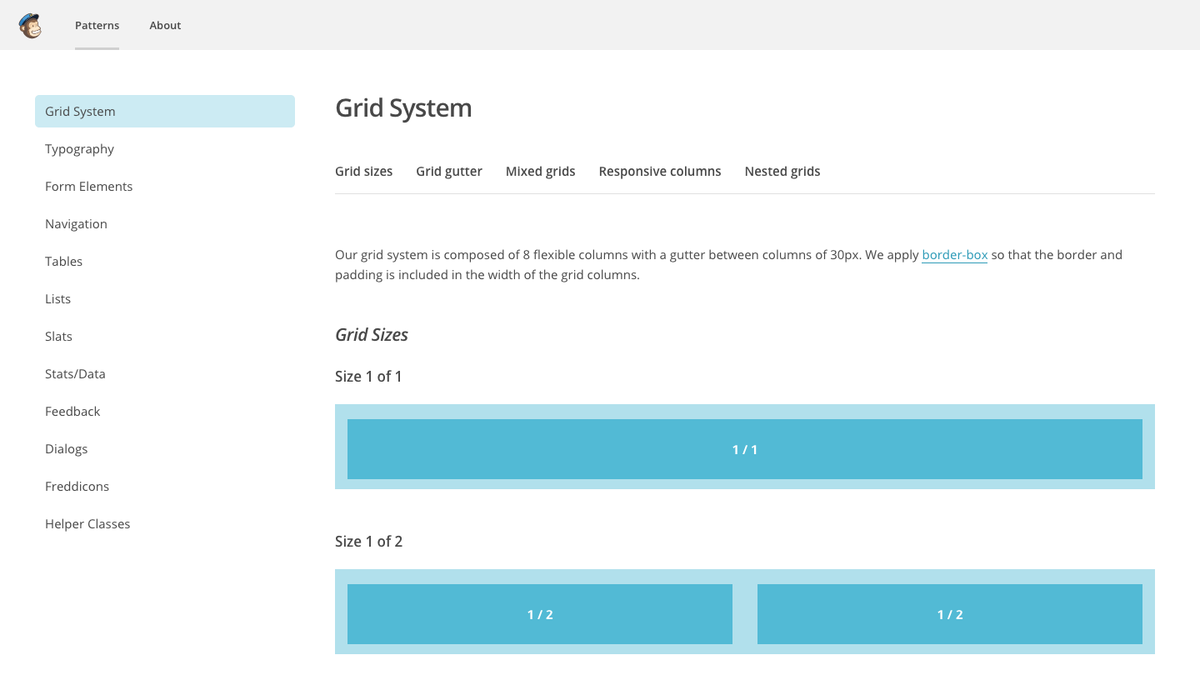 Patterns About
Grid System
Typography
Form Elements
Navigation
Tables
Lists
Slats
Stats/Data
Feedback
Dialogs
Freddicons
Helper Classes
Grid System
Grid sizes Grid gutter Mixed grids Responsive columns Nested grids
Our grid system is composed of 8 flexible columns with a gutter between columns of 30px. We apply border-box so that the border and
padding is included in the width of the grid columns.
Grid Sizes
Size 1 of 1
1 / 1
Size 1 of 2
1 / 2 1 / 2